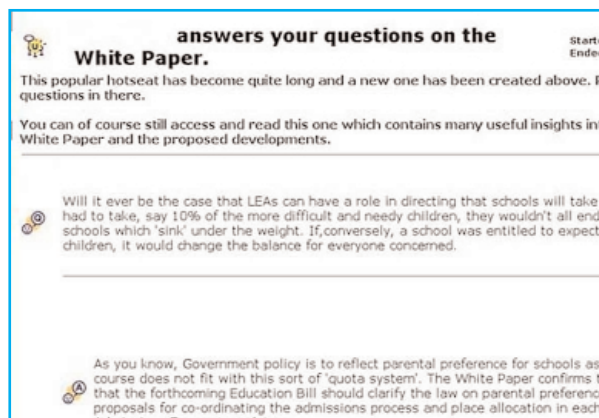 answers your questions on the
White Paper.
Starte
Ended
This popular hotseat has become quite long and a new one has been created above. P
questions in there.
You can of course still access and read this one which contains many useful insights int
White Paper and the proposed developments.
Will it ever be the case that LEAs can have a role in directing that schools will take
had to take, say 10% of the more difficult and needy children, they wouldn't all end
schools which 'sink' under the weight. If,conversely, a school was entitled to expect
children, it would change the balance for everyone concerned.
As you know, Government policy is to reflect parental preference for schools as
course does not fit with this sort of 'quota system'. The White Paper confirms t
that the forthcoming Education Bill should clarify the law on parental preferenc
proposals for co-ordinating the admissions process and place allocation in each